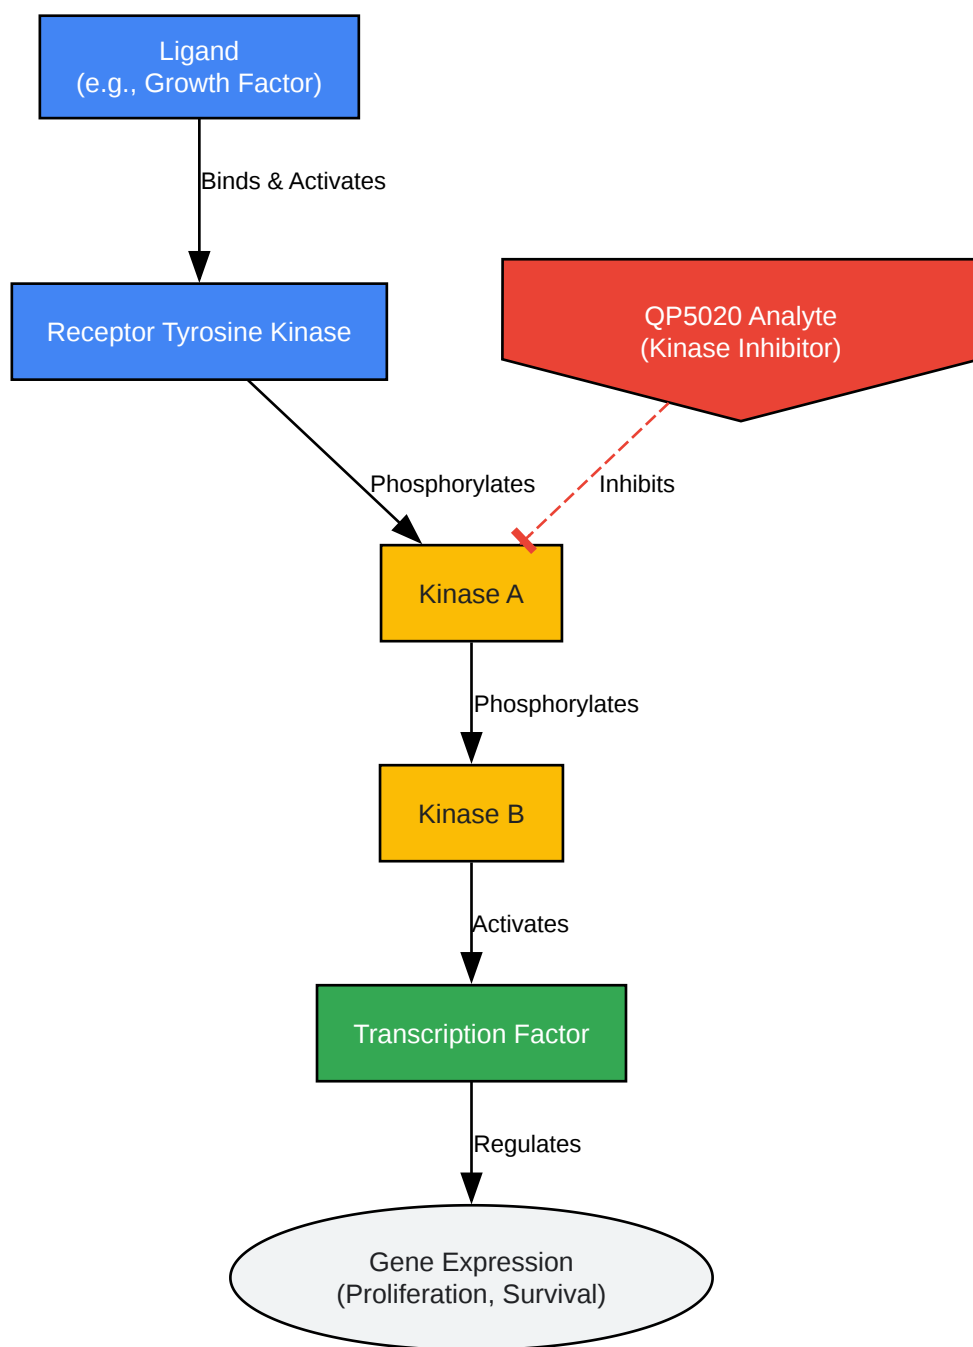 Ligand
(e.g., Growth Factor)
Binds & Activates
Receptor Tyrosine Kinase
QP5020 Analyte
(Kinase Inhibitor)
Phosphorylates
Inhibits
Kinase A
Phosphorylates
Kinase B
Activates
Transcription Factor
Regulates
Gene Expression
(Proliferation, Survival)